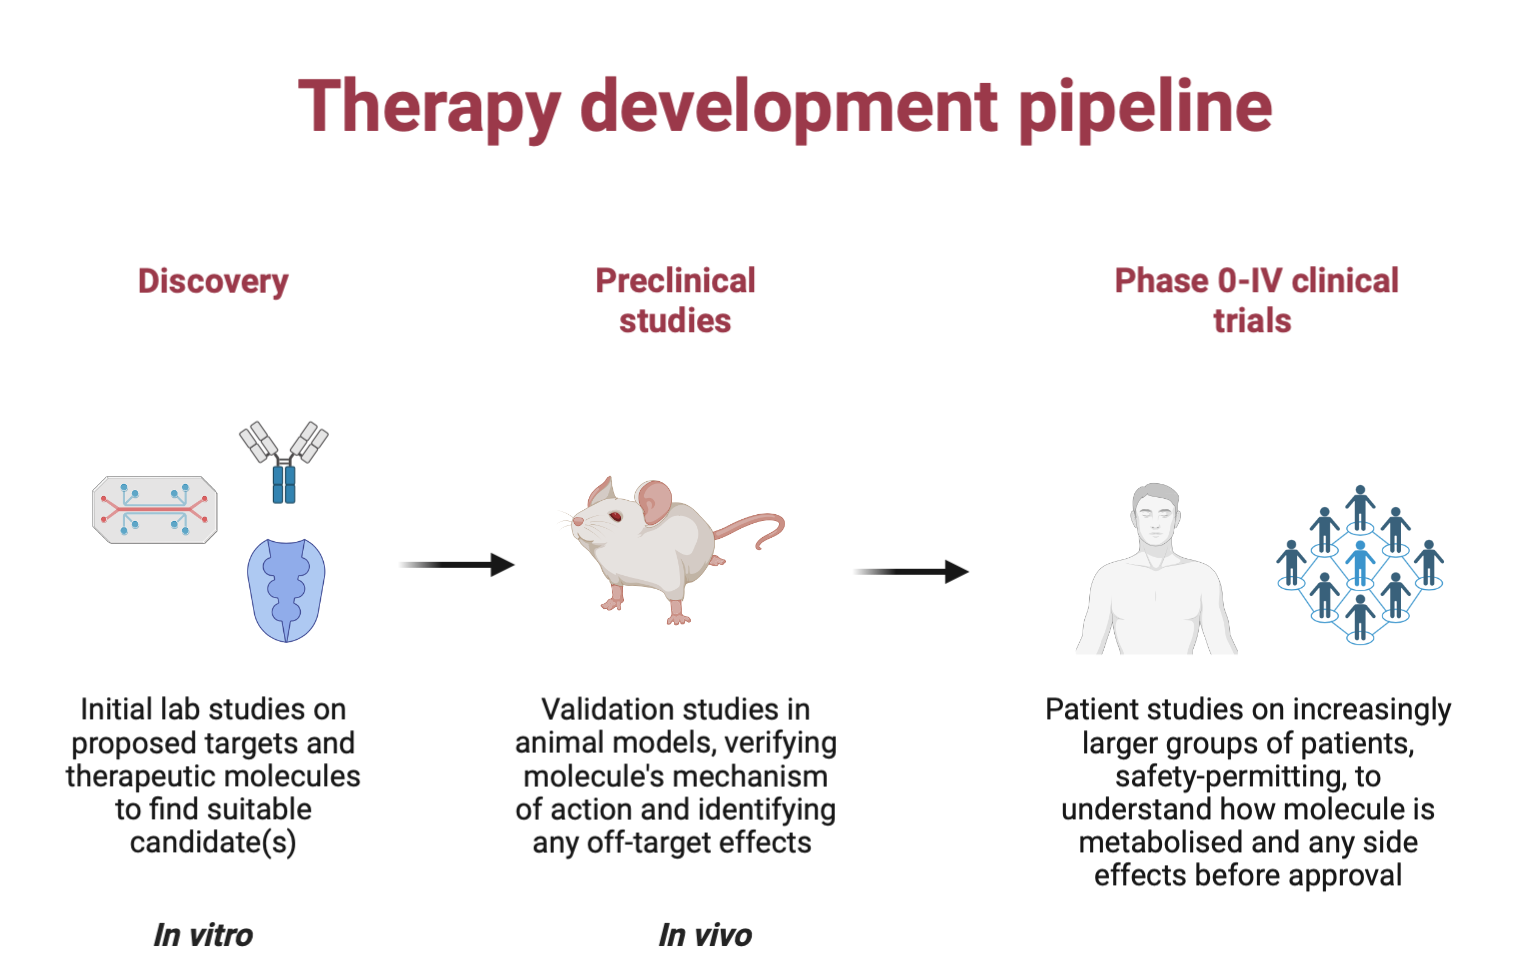 Therapy development pipeline
Discovery
Initial lab studies on
proposed targets and
therapeutic molecules
to find suitable
candidate(s)
In vitro
Preclinical
studies
Validation studies in
animal models, verifying
molecule's mechanism
of action and identifying
any off-target effects
In vivo
Phase 0-IV clinical
trials
Patient studies on increasingly
larger groups of patients,
safety-permitting, to
understand how molecule is
metabolised and any side
effects before approval